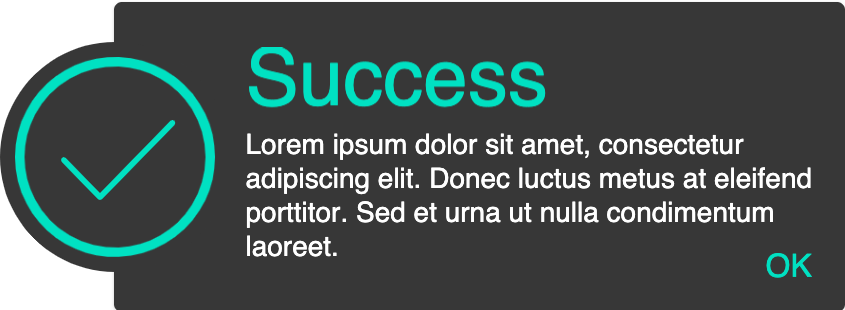 Success
Lorem ipsum dolor sit amet, consectetur
adipiscing elit. Donec luctus metus at eleifend
porttitor. Sed et urna ut nulla condimentum
laoreet.
OK